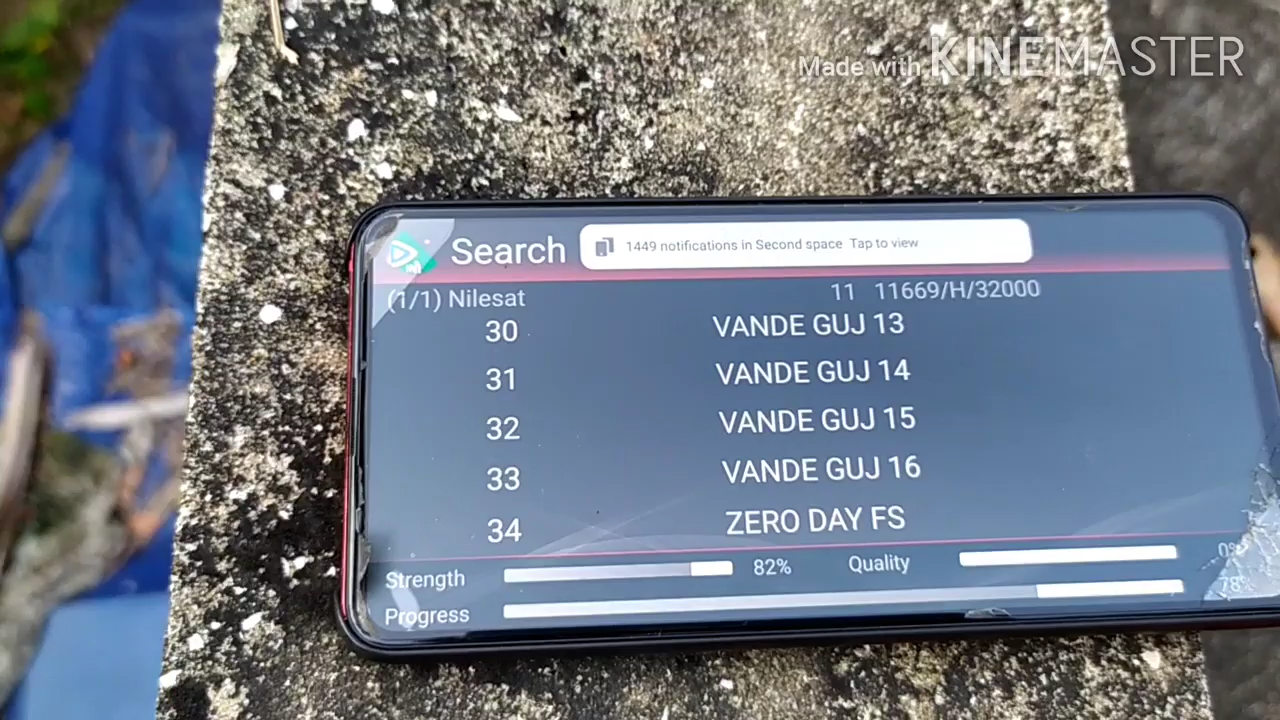 Made with KINEMASTER
Search
1449 notifications in Second space Tap to view
(1/1) Nilesat 11 11669/H/32000
30 VANDE GUJ 13
31 VANDE GUJ 14
32 VANDE GUJ 15
33 VANDE GUJ 16
34 ZERO DAY FS
Strength 82% Quality 0%
Progress 78%